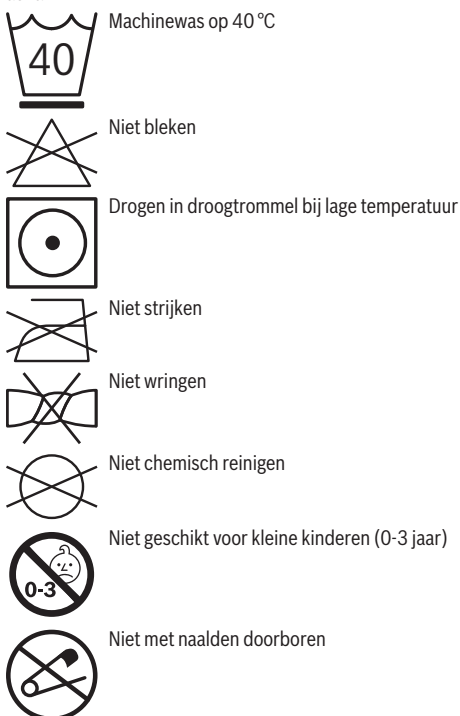 Machinewas op 40 °C
40
Niet bleken
Drogen in droogtrommel bij lage temperatuur
Niet strijken
Niet wringen
Niet chemisch reinigen
Niet geschikt voor kleine kinderen (0-3 jaar)
0-3
Niet met naalden doorboren